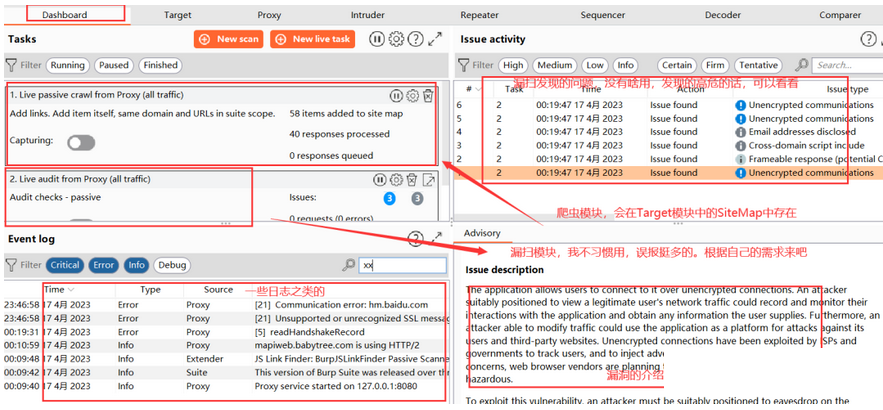 Dashboard Target Proxy Intruder Repeater Sequencer Decoder Comparer
Tasks
New scan
New live task
Filter Running Paused Finished
1. Live passive crawl from Proxy (all traffic)
Add links. Add item itself, same domain and URLs in suite scope.
58 items added to site map
Capturing:
40 responses processed
0 responses queued
2. Live audit from Proxy (all traffic)
Audit checks - passive
Issues: 3 3
0 requests (0 errors)
Issue activity
Filter High Medium Low Info Certain Firm Tentative Search...
漏扫发现的问题，没有啥用，发现的高危的话，可以看看
# Task Time Action Issue type
6 2 00:19:47 17 4月 2023 Issue found Unencrypted communications
5 2 00:19:47 17 4月 2023 Issue found Unencrypted communications
4 2 00:19:47 17 4月 2023 Issue found Email addresses disclosed
3 2 00:19:47 17 4月 2023 Issue found Cross-domain script include
2 2 00:19:47 17 4月 2023 Issue found Frameable response (potential C
2 00:19:47 17 4月 2023 Issue found Unencrypted communications
爬虫模块，会在Target模块中的SiteMap中存在
漏扫模块，我不习惯用，误报挺多的。根据自己的需求来吧
Event log
Filter Critical Error Info Debug xx
一些日志之类的
Time Type Source
23:46:58 17 4月 2023 Error Proxy [21] Communication error: hm.baidu.com
23:46:58 17 4月 2023 Error Proxy [21] Unsupported or unrecognized SSL messag
00:19:31 17 4月 2023 Error Proxy [5] readHandshakeRecord
00:10:59 17 4月 2023 Info Proxy mapiweb.babytree.com is using HTTP/2
00:09:48 17 4月 2023 Info Extender JS Link Finder: BurpJSLinkFinder Passive Scanne
00:09:42 17 4月 2023 Info Suite This version of Burp Suite was released over thr
00:09:40 17 4月 2023 Info Proxy Proxy service started on 127.0.0.1:8080
Advisory
Issue description
The application allows users to connect to it over unencrypted connections. An attacker
suitably positioned to view a legitimate user's network traffic could record and monitor their
interactions with the application and obtain any information the user supplies. Furthermore, an
attacker able to modify traffic could use the application as a platform for attacks against its
users and third-party websites. Unencrypted connections have been exploited by ISPs and
governments to track users, and to inject adve
concerns, web browser vendors are planning
hazardous.
漏洞的介绍
To exploit this vulnerability, an attacker must be suitably positioned to eavesdrop on the